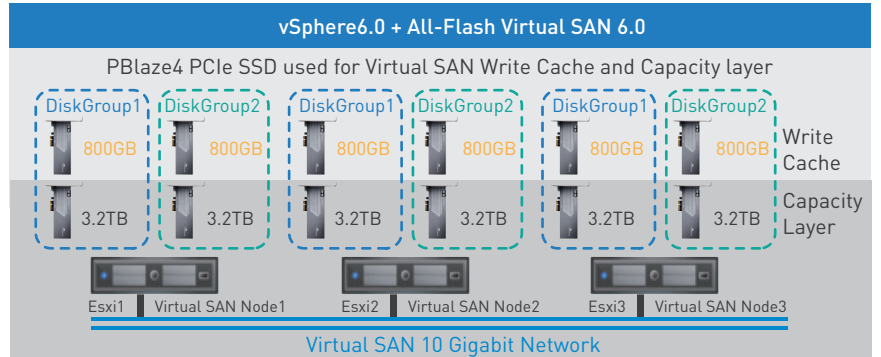 vSphere6.0 + All-Flash Virtual SAN 6.0
PBlaze4 PCIe SSD used for Virtual SAN Write Cache and Capacity layer
DiskGroup1 DiskGroup2 DiskGroup1 DiskGroup2 DiskGroup1 DiskGroup2
800GB 800GB 800GB 800GB 800GB 800GB
Write
Cache
3.2TB 3.2TB 3.2TB 3.2TB 3.2TB 3.2TB
Capacity
Layer
Esxi1 Virtual SAN Node1 Esxi2 Virtual SAN Node2 Esxi3 Virtual SAN Node3
Virtual SAN 10 Gigabit Network